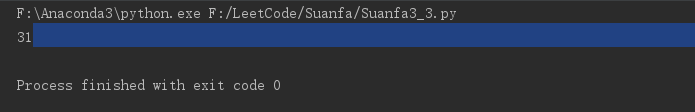 F:\Anaconda3\python.exe F:/LeetCode/Suanfa/Suanfa3_3.py
31
Process finished with exit code 0